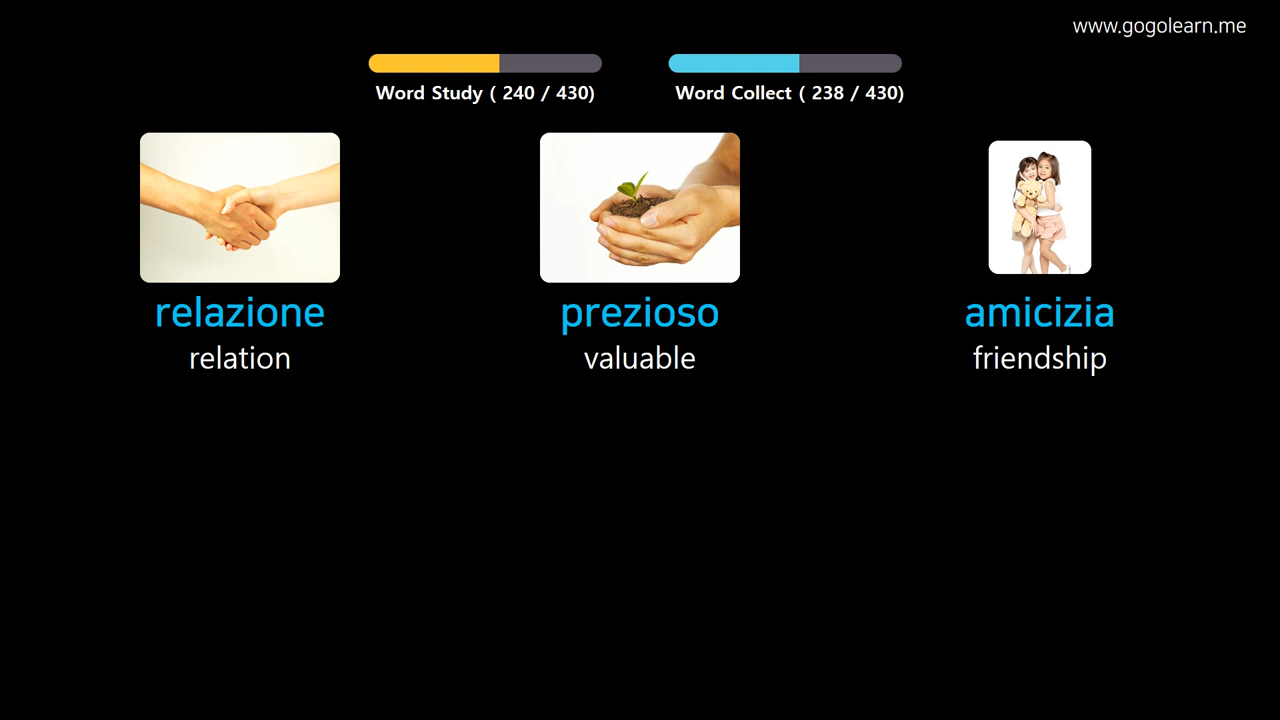 www.gogolearn.me
Word Study ( 240 / 430)
Word Collect ( 238 / 430)
relazione
relation
prezioso
valuable
amicizia
friendship